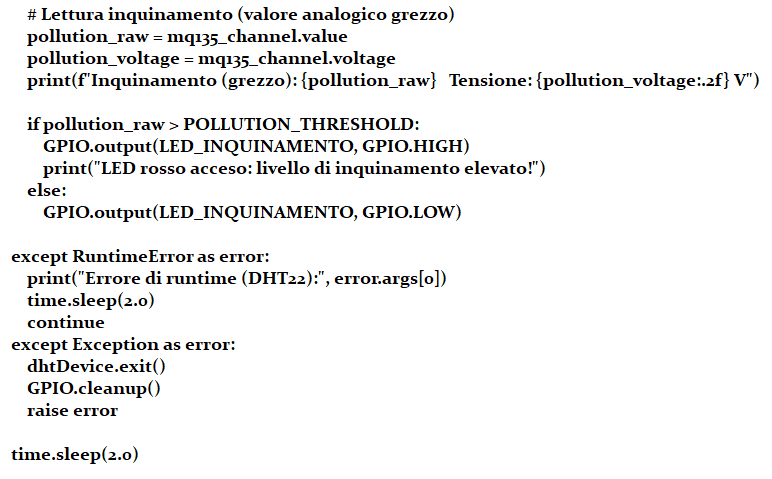 # Lettura inquinamento (valore analogico grezzo)
pollution_raw = mq135_channel.value
pollution_voltage = mq135_channel.voltage
print(f"Inquinamento (grezzo): {pollution_raw}   Tensione: {pollution_voltage:.2f} V")
if pollution_raw > POLLUTION_THRESHOLD:
GPIO.output(LED_INQUINAMENTO, GPIO.HIGH)
print("LED rosso acceso: livello di inquinamento elevato!")
else:
GPIO.output(LED_INQUINAMENTO, GPIO.LOW)
except RuntimeError as error:
print("Errore di runtime (DHT22):", error.args[0])
time.sleep(2.0)
continue
except Exception as error:
dhtDevice.exit()
GPIO.cleanup()
raise error
time.sleep(2.0)